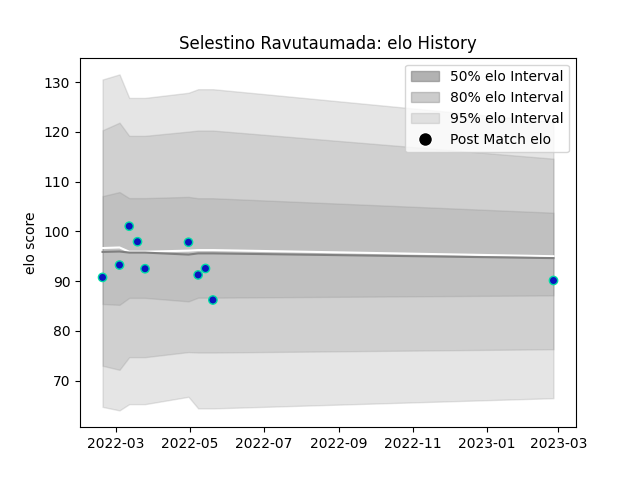 Selestino Ravutaumada: elo History
50% elo Interval
80% elo Interval
95% elo Interval
Post Match elo
elo score
130
120
110
100
90
80
70
2022-03
2022-05
2022-07
2022-09
2022-11
2023-01
2023-03